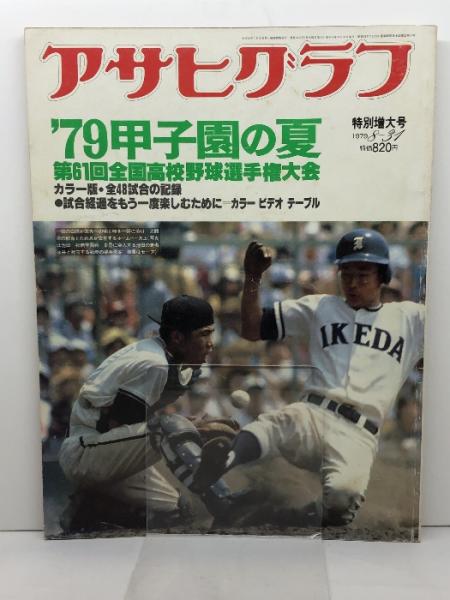 アサヒグラフ
特別増大号
1979 8-31
特価820円
'79甲子園の夏
第61回全国高校野球選手権大会
カラー版・全48試合の記録
●試合経過をもう一度楽しむために＝カラー ビデオ テーブル
I
IKEDA